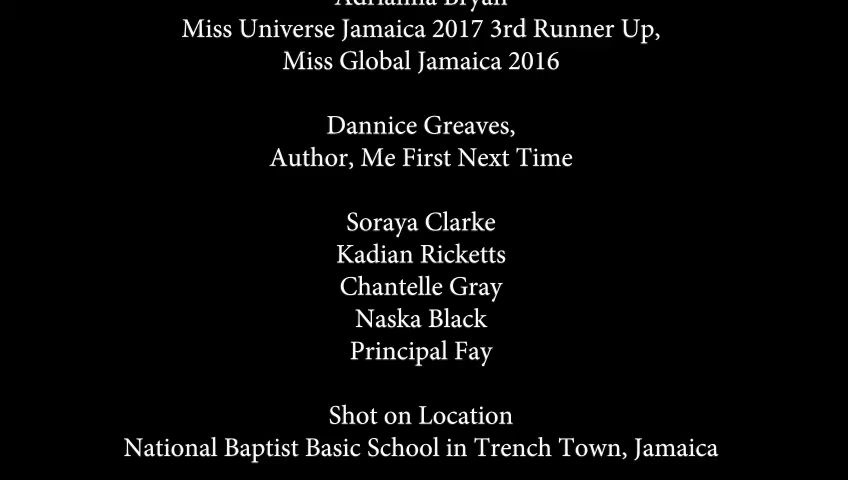 Adrianna Bryan
Miss Universe Jamaica 2017 3rd Runner Up,
Miss Global Jamaica 2016
Dannice Greaves,
Author, Me First Next Time
Soraya Clarke
Kadian Ricketts
Chantelle Gray
Naska Black
Principal Fay
Shot on Location
National Baptist Basic School in Trench Town, Jamaica